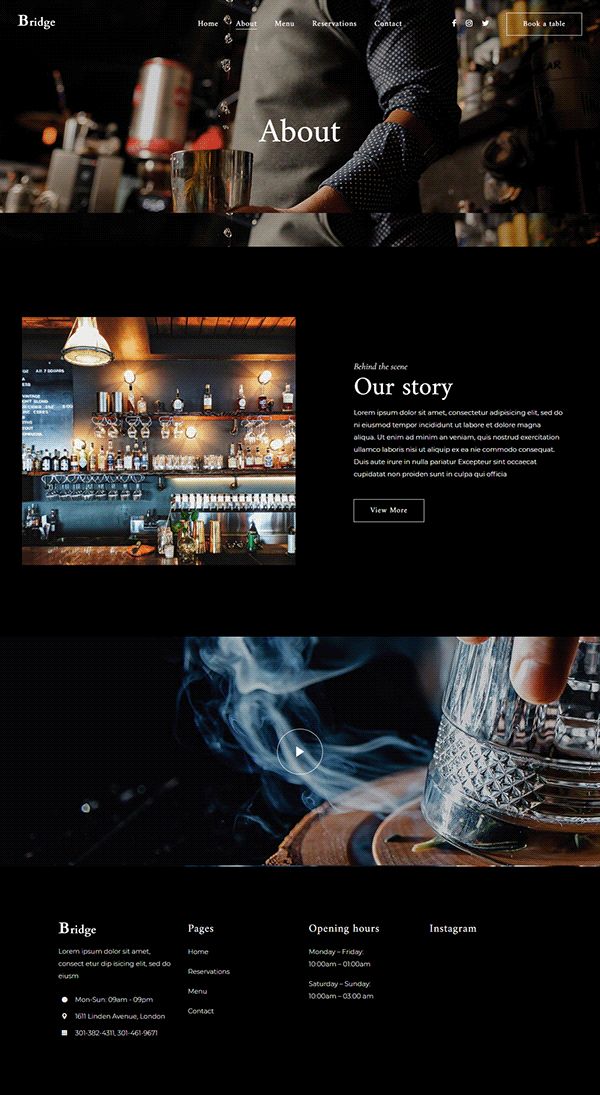 Bridge
Home About Menu Reservations Contact
Book a table
About
Behind the scene
Our story
Lorem ipsum dolor sit amet, consectetur adipisicing elit, sed do
ni eiusmod tempor incididunt ut labore et dolore magna
aliqua. Ut enim ad minim an veniam, quis nostrud exercitation
ullamco laboris nisi ut aliquip ex ea nie commodo consequat.
Duis aute irure in nulla pariatur Excepteur sint occaecat
cupidatat non proiden sunt in culpa qui officia
View More
Bridge
Lorem ipsum dolor sit amet,
consect etur dip isicing elit, sed do
eiusm
Mon-Sun: 09am - 09pm
1611 Linden Avenue, London
301-382-4311, 301-461-9671
Pages
Home
Reservations
Menu
Contact
Opening hours
Monday – Friday:
10:00am – 01:00am
Saturday – Sunday:
10:00am – 03:00 am
Instagram